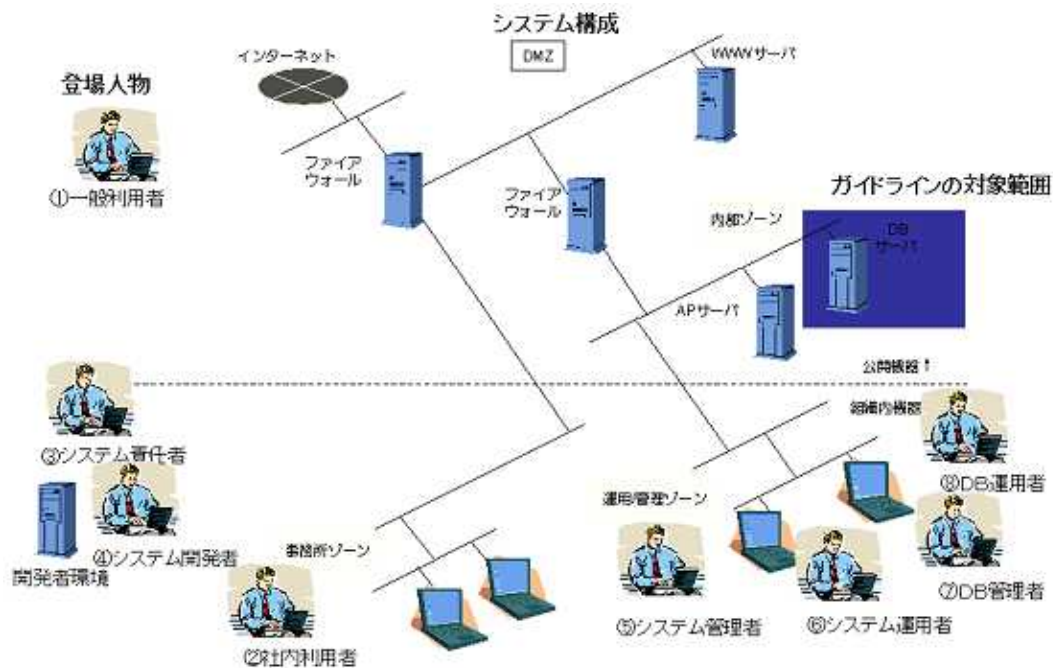 システム構成
DMZ
インターネット
WWWサーバ
登場人物
①一般利用者
ファイア
ウォール
ファイア
ウォール
ガイドラインの対象範囲
内部ゾーン
DB
サーバ
APサーバ
公開機器↑
組織内機器
③システム責任者
④システム開発者
開発者環境
事務所ゾーン
②社内利用者
運用/管理ゾーン
⑤システム管理者
⑥システム運用者
⑧DB運用者
⑦DB管理者